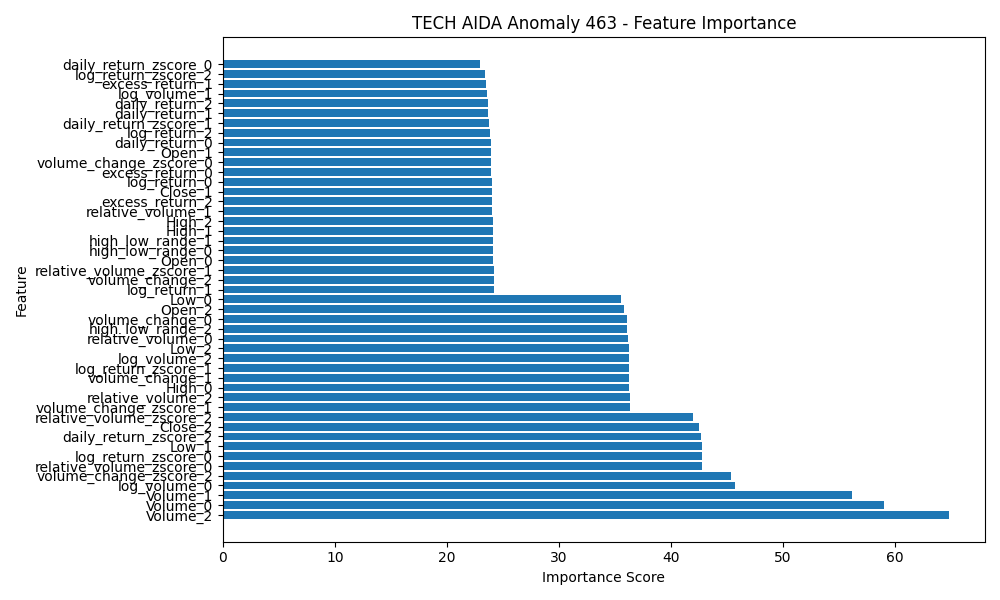 TECH AIDA Anomaly 463 - Feature Importance
daily_return_zscore_0
log_return_zscore_2
excess_return_1
log_volume_1
daily_return_2
daily_return_1
daily_return_zscore_1
log_return_2
daily_return_0
Open_1
volume_change_zscore_0
excess_return_0
log_return_0
Close_1
excess_return_2
relative_volume_1
High_2
High_1
high_low_range_1
high_low_range_0
Open_0
relative_volume_zscore_1
volume_change_2
log_return_1
Low_0
Open_2
volume_change_0
high_low_range_2
relative_volume_0
Low_2
log_volume_2
log_return_zscore_1
volume_change_1
High_0
relative_volume_2
volume_change_zscore_1
relative_volume_zscore_2
Close_2
daily_return_zscore_2
Low_1
log_return_zscore_0
relative_volume_zscore_0
volume_change_zscore_2
log_volume_0
Volume_1
Volume_0
Volume_2
Feature
0 10 20 30 40 50 60
Importance Score